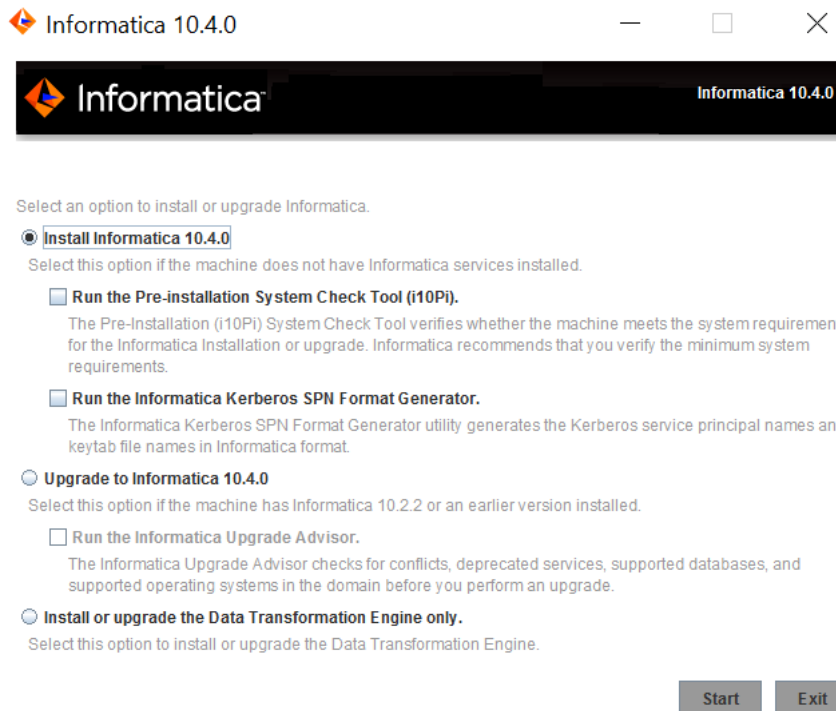 Informatica 10.4.0
Informatica
Informatica 10.4.0
Select an option to install or upgrade Informatica.
Install Informatica 10.4.0
Select this option if the machine does not have Informatica services installed.
Run the Pre-installation System Check Tool (i10Pi).
The Pre-Installation (i10Pi) System Check Tool verifies whether the machine meets the system requiremen
for the Informatica Installation or upgrade. Informatica recommends that you verify the minimum system
requirements.
Run the Informatica Kerberos SPN Format Generator.
The Informatica Kerberos SPN Format Generator utility generates the Kerberos service principal names an
keytab file names in Informatica format.
Upgrade to Informatica 10.4.0
Select this option if the machine has Informatica 10.2.2 or an earlier version installed.
Run the Informatica Upgrade Advisor.
The Informatica Upgrade Advisor checks for conflicts, deprecated services, supported databases, and
supported operating systems in the domain before you perform an upgrade.
Install or upgrade the Data Transformation Engine only.
Select this option to install or upgrade the Data Transformation Engine.
Start Exit